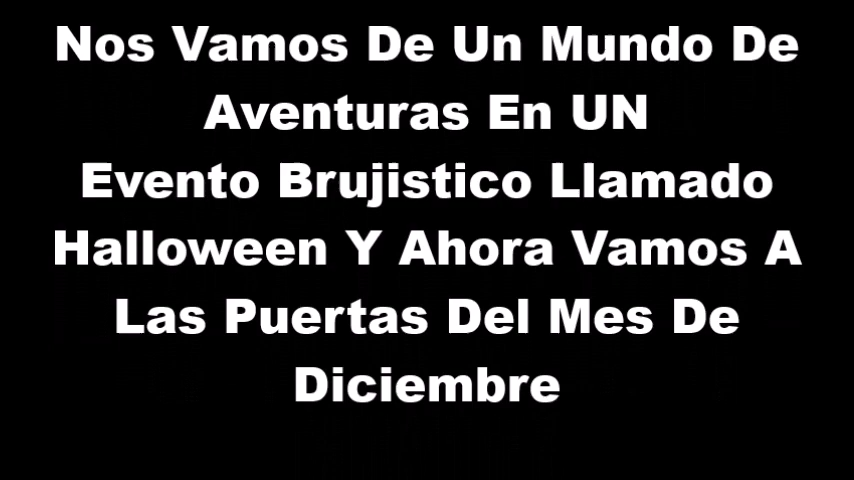 Nos Vamos De Un Mundo De
Aventuras En UN
Evento Brujistico Llamado
Halloween Y Ahora Vamos A
Las Puertas Del Mes De
Diciembre